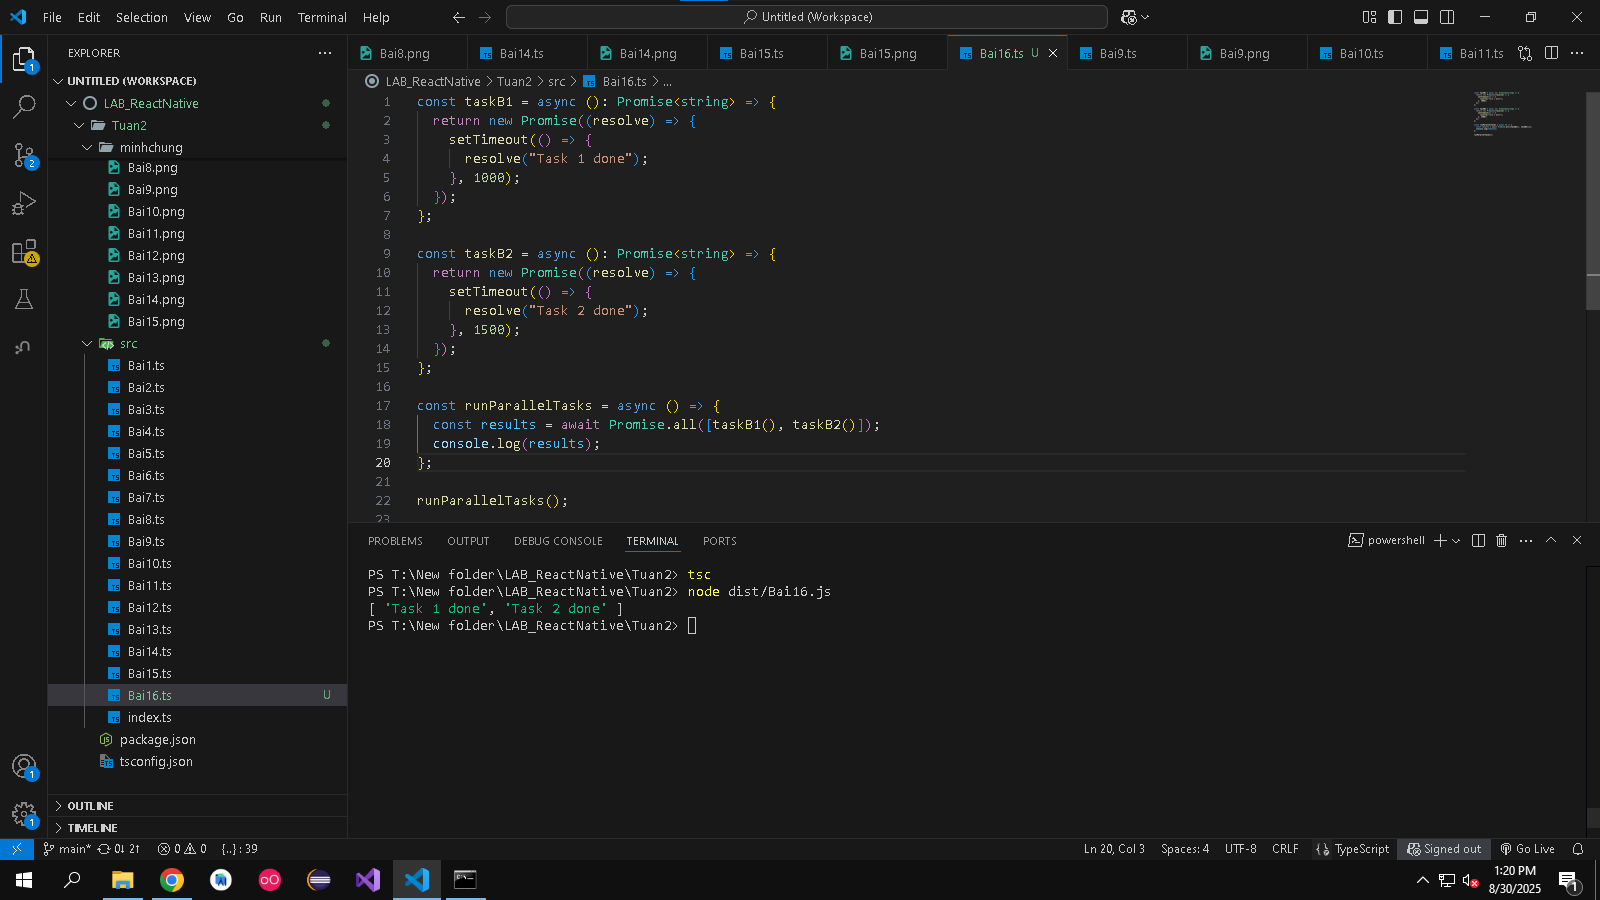 File Edit Selection View Go Run Terminal Help
Untitled (Workspace)
EXPLORER
Bai8.png Bai14.ts Bai14.png Bai15.ts Bai15.png Bai16.ts U Bai9.ts Bai9.png Bai10.ts Bai11.ts
UNTITLED (WORKSPACE)
LAB_ReactNative
Tuan2
minhchung
Bai8.png
Bai9.png
Bai10.png
Bai11.png
Bai12.png
Bai13.png
Bai14.png
Bai15.png
src
Bai1.ts
Bai2.ts
Bai3.ts
Bai4.ts
Bai5.ts
Bai6.ts
Bai7.ts
Bai8.ts
Bai9.ts
Bai10.ts
Bai11.ts
Bai12.ts
Bai13.ts
Bai14.ts
Bai15.ts
Bai16.ts U
index.ts
package.json
tsconfig.json
OUTLINE
TIMELINE
LAB_ReactNative > Tuan2 > src > Bai16.ts > ...
1 const taskB1 = async (): Promise<string> => {
2 return new Promise((resolve) => {
3 setTimeout(() => {
4 resolve("Task 1 done");
5 }, 1000);
6 });
7 };
8
9 const taskB2 = async (): Promise<string> => {
10 return new Promise((resolve) => {
11 setTimeout(() => {
12 resolve("Task 2 done");
13 }, 1500);
14 });
15 };
16
17 const runParallelTasks = async () => {
18 const results = await Promise.all([taskB1(), taskB2()]);
19 console.log(results);
20 };
21
22 runParallelTasks();
23
PROBLEMS OUTPUT DEBUG CONSOLE TERMINAL PORTS
powershell
PS T:\New folder\LAB_ReactNative\Tuan2> tsc
PS T:\New folder\LAB_ReactNative\Tuan2> node dist/Bai16.js
[ 'Task 1 done', 'Task 2 done' ]
PS T:\New folder\LAB_ReactNative\Tuan2>
1
2
1
1
main* 0↓ 2↑ 0 0 {..} : 39
Ln 20, Col 3 Spaces: 4 UTF-8 CRLF TypeScript Signed out Go Live
1:20 PM
8/30/2025
1